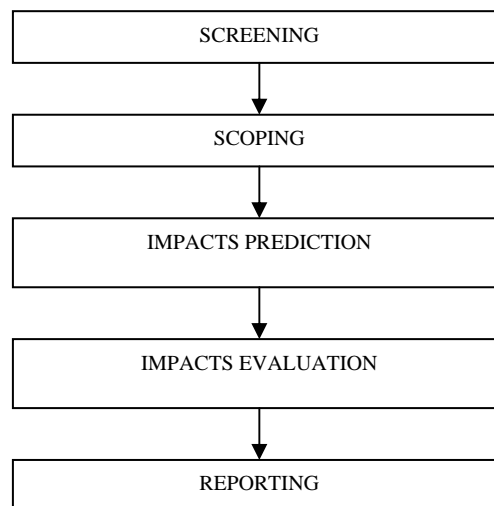 SCREENING
SCOPING
IMPACTS PREDICTION
IMPACTS EVALUATION
REPORTING